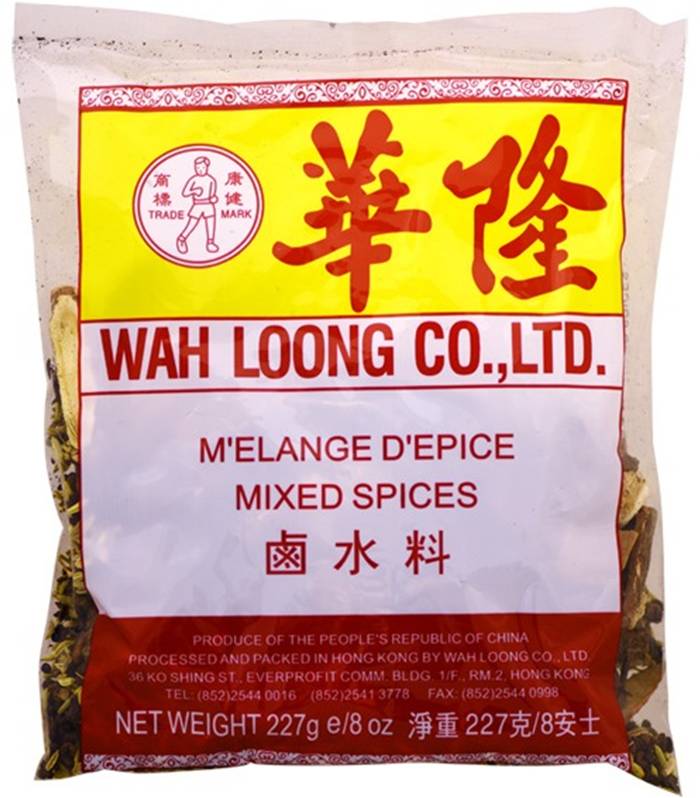 商標 康健
TRADE MARK
華隆
WAH LOONG CO.,LTD.
M'ELANGE D'EPICE
MIXED SPICES
鹵水料
PRODUCE OF THE PEOPLE'S REPUBLIC OF CHINA
PROCESSED AND PACKED IN HONG KONG BY WAH LOONG CO., LTD.
36 KO SHING ST., EVERPROFIT COMM. BLDG. 1/F., RM.2, HONG KONG
TEL: (852)2544 0016 (852)2541 3778 FAX: (852)2544 0998
NET WEIGHT 227g e/8 oz 淨重 227克/8安士